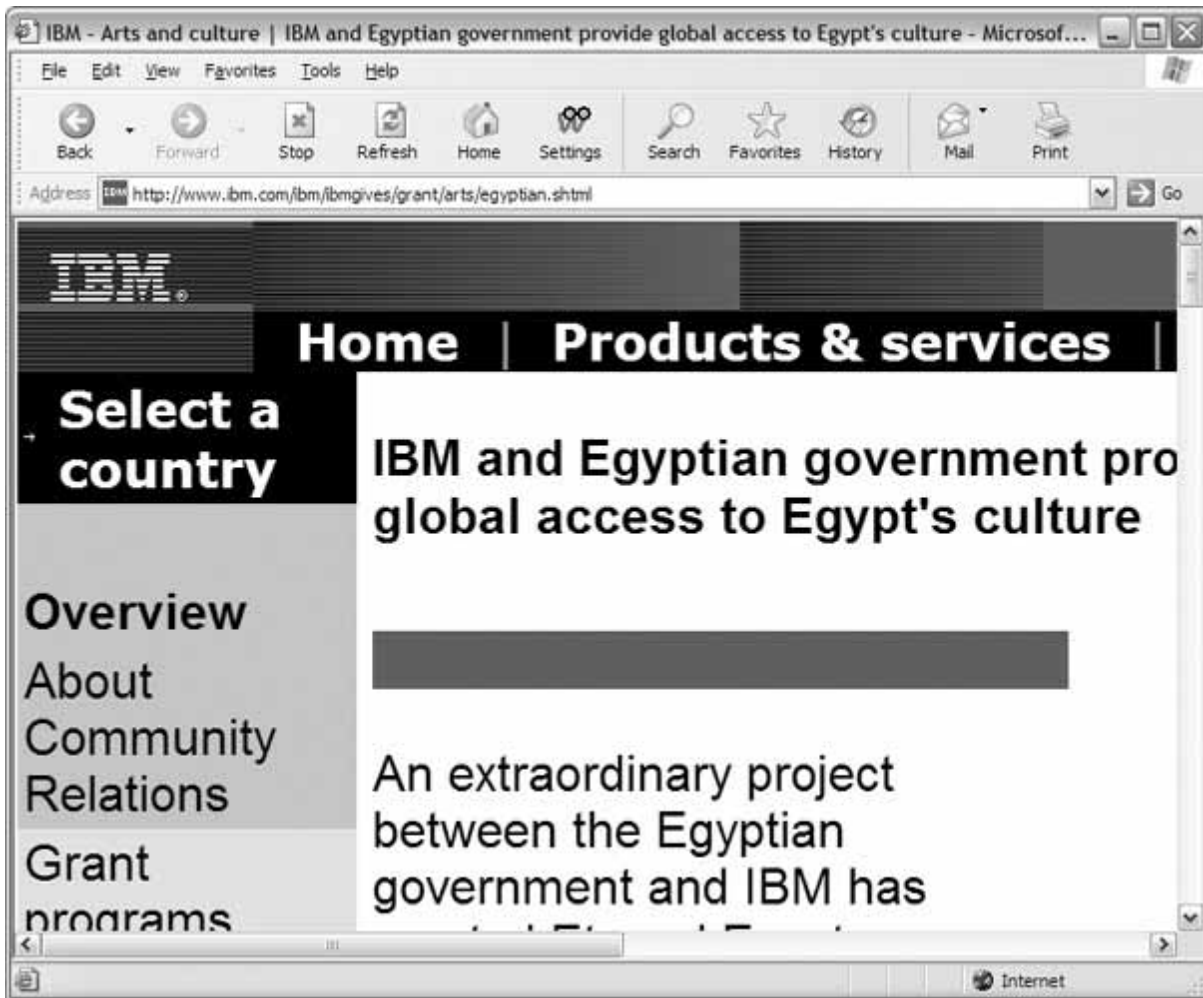 IBM - Arts and culture | IBM and Egyptian government provide global access to Egypt's culture - Microsof...
File Edit View Favorites Tools Help
Back Forward Stop Refresh Home Settings Search Favorites History Mail Print
Address http://www.ibm.com/ibm/ibmgives/grant/arts/egyptian.shtml Go
IBM®
Home | Products & services |
Select a
country
IBM and Egyptian government pro
global access to Egypt's culture
Overview
About
Community
Relations
Grant
programs
An extraordinary project
between the Egyptian
government and IBM has
Internet